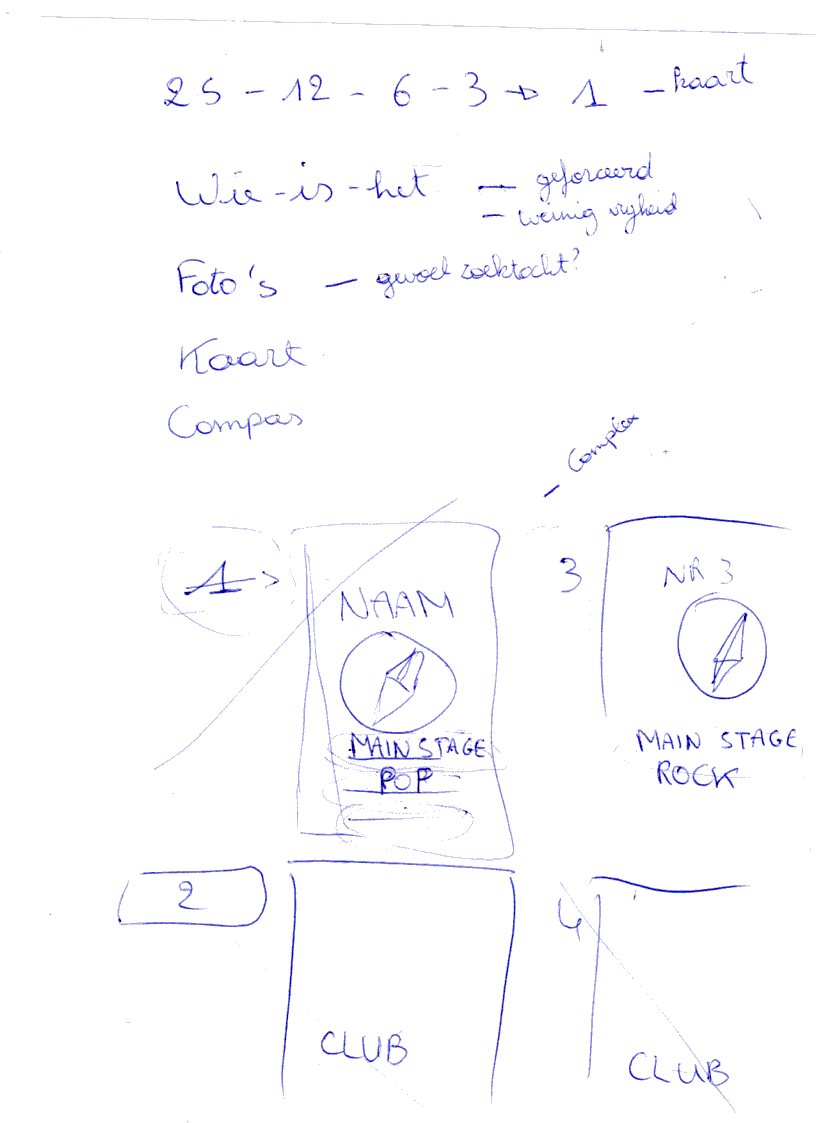 25 - 12 - 6 - 3 → 1 - kaart
Wie-is-het — geforceerd
- weinig vrijheid
Foto's — gevoel zoektocht?
Kaart
Compas
- Complex
1 >
NAAM
MAIN STAGE
POP
3
NR 3
MAIN STAGE
ROCK
2
CLUB
4
CLUB